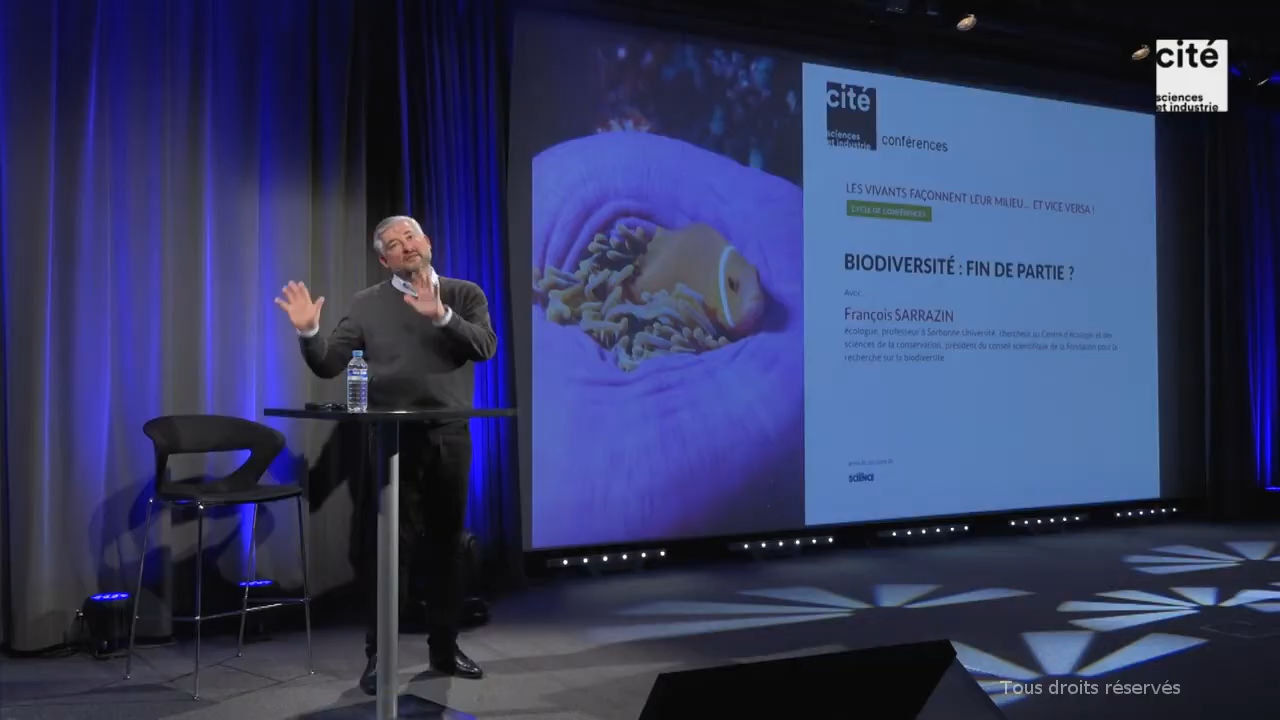 cité
sciences
et industrie
cité
sciences
et industrie
conférences
LES VIVANTS FAÇONNENT LEUR MILIEU... ET VICE VERSA !
CYCLE DE CONFÉRENCES
BIODIVERSITÉ : FIN DE PARTIE ?
Avec
François SARRAZIN
écologue, professeur à Sorbonne Université, chercheur au Centre d'écologie et des
sciences de la conservation, président du conseil scientifique de la Fondation pour la
recherche sur la biodiversité
Tous droits réservés